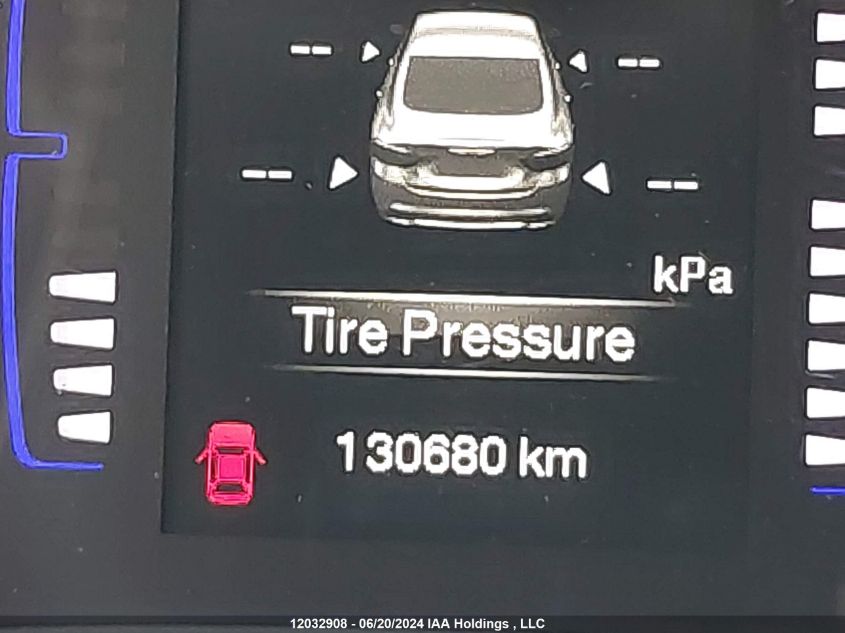 -- --
-- --
kPa
Tire Pressure
130680 km
12032908 - 06/20/2024 IAA Holdings , LLC